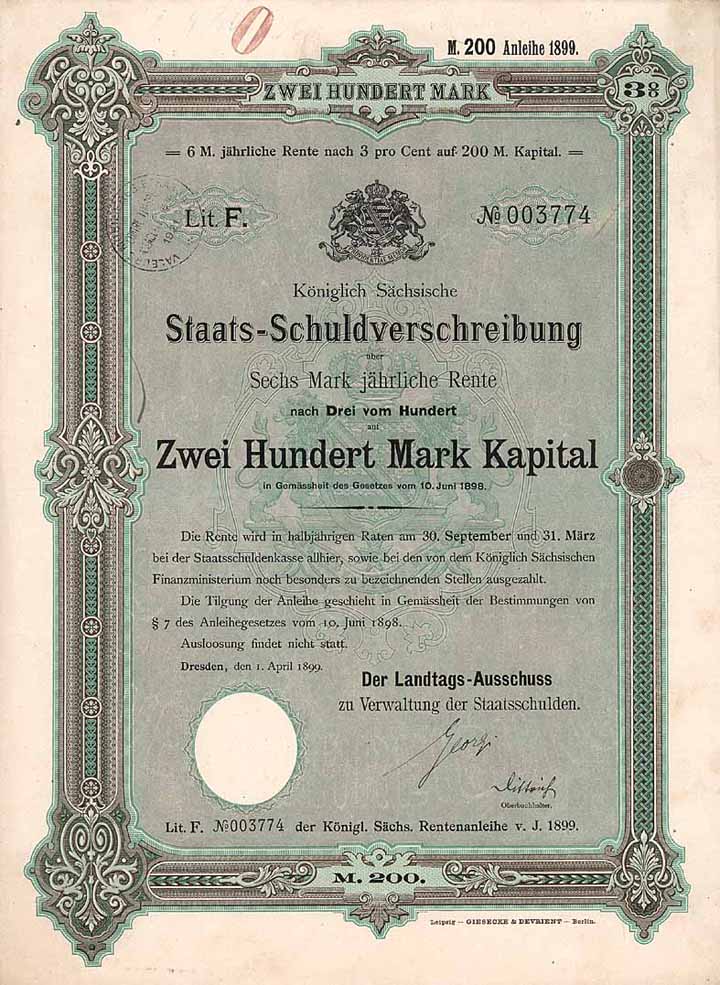 M. 200 Anleihe 1899.
ZWEI HUNDERT MARK
3%
= 6 M. jährliche Rente nach 3 pro Cent auf 200 M. Kapital. =
Lit. F.
№ 003774
PROVIDENTIAE MEMOR
Königlich Sächsische
Staats-Schuldverschreibung
über
Sechs Mark jährliche Rente
nach Drei vom Hundert
auf
Zwei Hundert Mark Kapital
in Gemässheit des Gesetzes vom 10. Juni 1898.
Die Rente wird in halbjährigen Raten am 30. September und 31. März
bei der Staatsschuldenkasse allhier, sowie bei den von dem Königlich Sächsischen
Finanzministerium noch besonders zu bezeichnenden Stellen ausgezahlt.
Die Tilgung der Anleihe geschieht in Gemässheit der Bestimmungen von
§ 7 des Anleihegesetzes vom 10. Juni 1898.
Ausloosung findet nicht statt.
Dresden, den 1. April 1899.
Der Landtags-Ausschuss
zu Verwaltung der Staatsschulden.
Georgi
Dittrich
Oberbuchhalter.
Lit. F. №003774 der Königl. Sächs. Rentenanleihe v. J. 1899.
M. 200.
Leipzig — GIESECKE & DEVRIENT — Berlin.